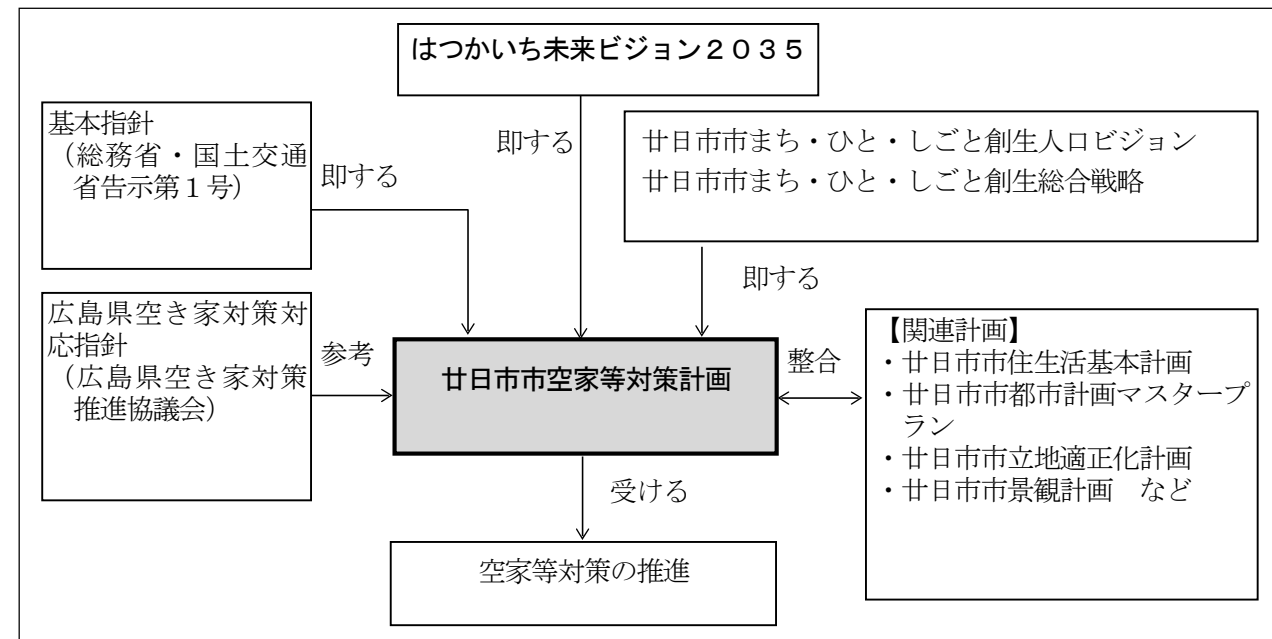 はつかいち未来ビジョン２０３５
基本指針
（総務省・国土交通
省告示第１号）
即する
即する
廿日市市まち・ひと・しごと創生人口ビジョン
廿日市市まち・ひと・しごと創生総合戦略
即する
広島県空き家対策対
応指針
（広島県空き家対策
推進協議会）
参考
廿日市市空家等対策計画
整合
【関連計画】
・廿日市市住生活基本計画
・廿日市市都市計画マスタープ
ラン
・廿日市市立地適正化計画
・廿日市市景観計画　など
受ける
空家等対策の推進